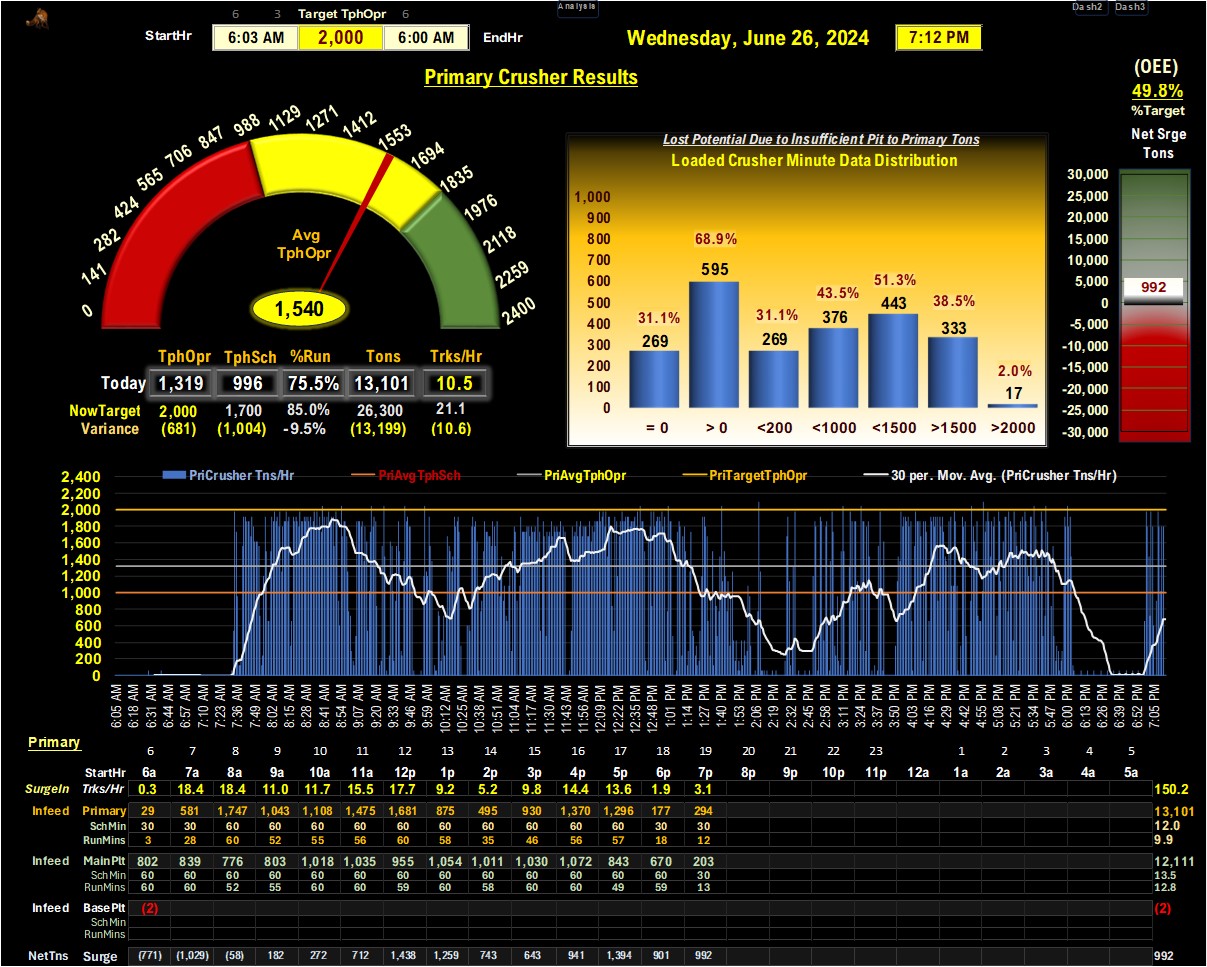 Analysis
Dash2 Dash3
6 3 Target TphOpr 6
StartHr 6:03 AM 2,000 6:00 AM EndHr
Wednesday, June 26, 2024 7:12 PM
Primary Crusher Results
(OEE)
49.8%
%Target
Net Srge
Tons
0 141 282 424 565 706 847 988 1129 1271 1412 1553 1694 1835 1976 2118 2259 2400
Avg
TphOpr
1,540
TphOpr TphSch %Run Tons Trks/Hr
Today 1,319 996 75.5% 13,101 10.5
NowTarget 2,000 1,700 85.0% 26,300 21.1
Variance (681) (1,004) -9.5% (13,199) (10.6)
Lost Potential Due to Insufficient Pit to Primary Tons
Loaded Crusher Minute Data Distribution
1,000
900
800
700
600
500
400
300
200
100
0
31.1% 68.9% 31.1% 43.5% 51.3% 38.5% 2.0%
269 595 269 376 443 333 17
= 0 > 0 <200 <1000 <1500 >1500 >2000
30,000
25,000
20,000
15,000
10,000
5,000
0
-5,000
-10,000
-15,000
-20,000
-25,000
-30,000
992
PriCrusher Tns/Hr PriAvgTphSch PriAvgTphOpr PriTargetTphOpr 30 per. Mov. Avg. (PriCrusher Tns/Hr)
2,400
2,200
2,000
1,800
1,600
1,400
1,200
1,000
800
600
400
200
0
6:05 AM 6:18 AM 6:31 AM 6:44 AM 6:57 AM 7:10 AM 7:23 AM 7:36 AM 7:49 AM 8:02 AM 8:15 AM 8:28 AM 8:41 AM 8:54 AM 9:07 AM 9:20 AM 9:33 AM 9:46 AM 9:59 AM 10:12 AM 10:25 AM 10:38 AM 10:51 AM 11:04 AM 11:17 AM 11:30 AM 11:43 AM 11:56 AM 12:09 PM 12:22 PM 12:35 PM 12:48 PM 1:01 PM 1:14 PM 1:27 PM 1:40 PM 1:53 PM 2:06 PM 2:19 PM 2:32 PM 2:45 PM 2:58 PM 3:11 PM 3:24 PM 3:37 PM 3:50 PM 4:03 PM 4:16 PM 4:29 PM 4:42 PM 4:55 PM 5:08 PM 5:21 PM 5:34 PM 5:47 PM 6:00 PM 6:13 PM 6:26 PM 6:39 PM 6:52 PM 7:05 PM
Primary
6 7 8 9 10 11 12 13 14 15 16 17 18 19 20 21 22 23 1 2 3 4 5
StartHr 6a 7a 8a 9a 10a 11a 12p 1p 2p 3p 4p 5p 6p 7p 8p 9p 10p 11p 12a 1a 2a 3a 4a 5a
SurgeIn Trks/Hr 0.3 18.4 18.4 11.0 11.7 15.5 17.7 9.2 5.2 9.8 14.4 13.6 1.9 3.1 150.2
Infeed Primary 29 581 1,747 1,043 1,108 1,475 1,681 875 495 930 1,370 1,296 177 294 13,101
SchMin 30 30 60 60 60 60 60 60 60 60 60 60 30 30 12.0
RunMins 3 28 60 52 55 56 60 58 35 46 56 57 18 12 9.9
Infeed MainPlt 802 839 776 803 1,018 1,035 955 1,054 1,011 1,030 1,072 843 670 203 12,111
SchMin 60 60 60 60 60 60 60 60 60 60 60 60 60 30 13.5
RunMins 60 60 52 55 60 60 59 60 58 60 60 49 59 13 12.8
Infeed BasePlt (2) (2)
SchMin
RunMins
NetTns Surge (771) (1,029) (58) 182 272 712 1,438 1,259 743 643 941 1,394 901 992 992